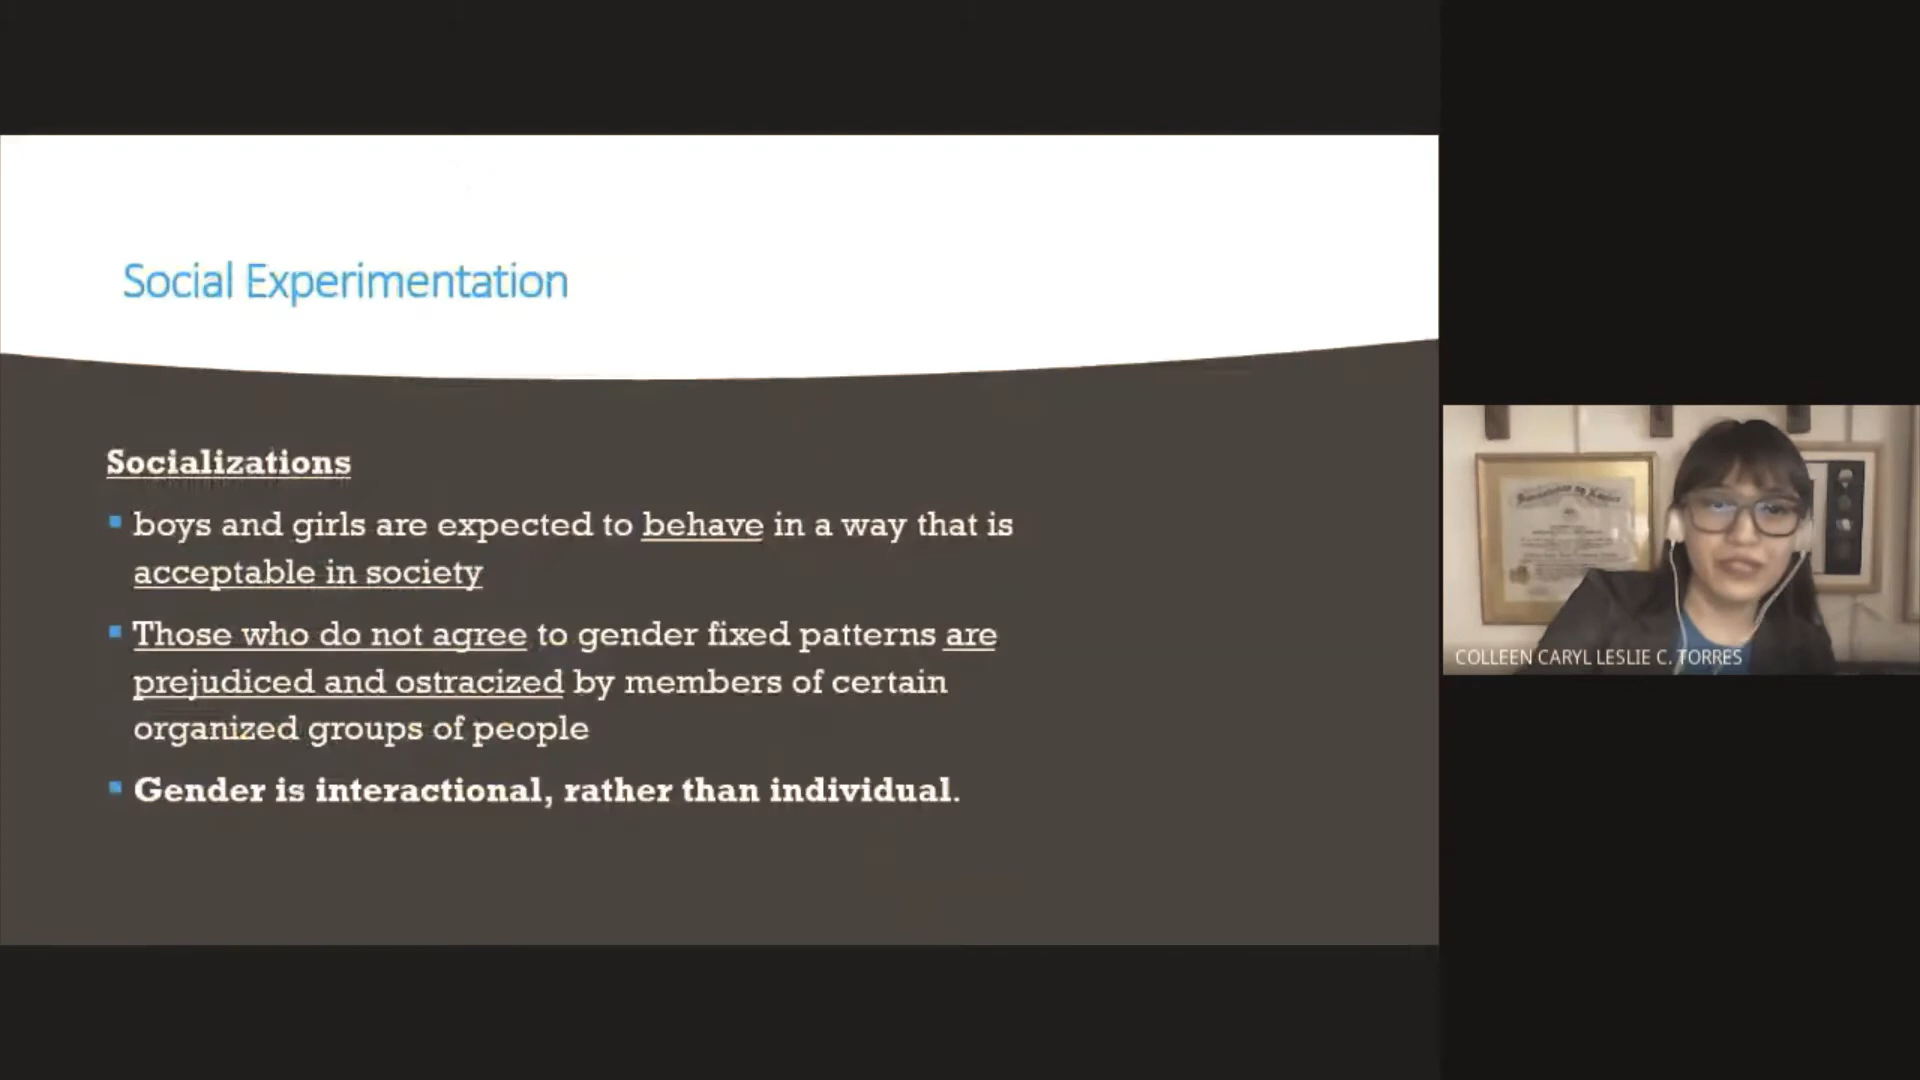 Social Experimentation
Socializations
boys and girls are expected to behave in a way that is
acceptable in society
Those who do not agree to gender fixed patterns are
prejudiced and ostracized by members of certain
organized groups of people
Gender is interactional, rather than individual.
COLLEEN CARYL LESLIE C. TORRES